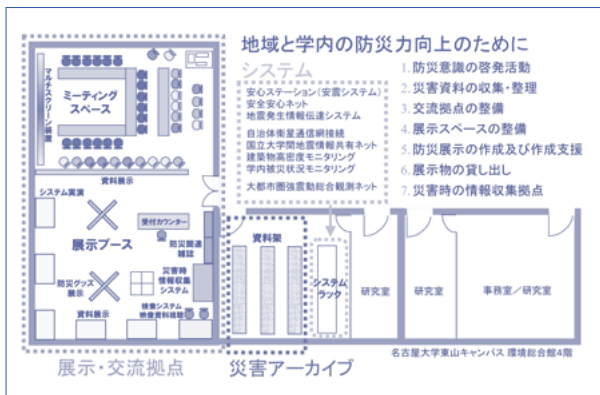 地域と学内の防災力向上のために
システム
安心ステーション(安震システム)
安全安心ネット
地震発生情報伝達システム
自治体衛星通信網接続
国立大学間地震情報共有ネット
建築物高密度モニタリング
学内被災状況モニタリング
大都市圏強震動総合観測ネット
1. 防災意識の啓発活動
2. 災害資料の収集・整理
3. 交流拠点の整備
4. 展示スペースの整備
5. 防災展示の作成及び作成支援
6. 展示物の貸し出し
7. 災害時の情報収集拠点
マルチスクリーン装置
ミーティング
スペース
資料展示
システム実演
受付カウンター
展示ブース
防災関連
雑誌
災害時
情報収集
システム
防災グッズ
展示
検索システム
映像資料視聴
資料展示
資料架
システム
ラック
研究室
研究室
事務室/研究室
名古屋大学東山キャンパス 環境総合館4階
展示・交流拠点
災害アーカイブ